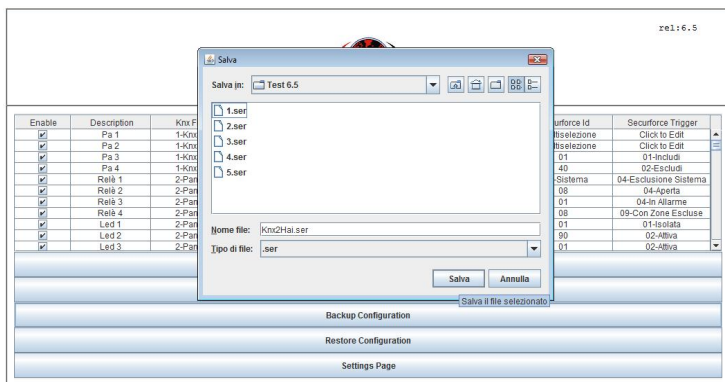 rel:6.5
Salva
Salva in: Test 6.5
1.ser
2.ser
3.ser
4.ser
5.ser
Nome file: Knx2Hai.ser
Tipo di file: .ser
Salva Annulla
Salva il file selezionato
Enable Description Knx F urforce Id Securforce Trigger
Pa 1 1-Knx tiselezione Click to Edit
Pa 2 1-Knx tiselezione Click to Edit
Pa 3 1-Knx 01 01-Includi
Pa 4 1-Knx 40 02-Escludi
Relè 1 2-Pan -Sistema 04-Esclusione Sistema
Relè 2 2-Pan 08 04-Aperta
Relè 3 2-Pan 01 04-In Allarme
Relè 4 2-Pan 08 09-Con Zone Escluse
Led 1 2-Pan 01 01-Isolata
Led 2 2-Pan 90 02-Attiva
Led 3 2-Pan 01 02-Attiva
Backup Configuration
Restore Configuration
Settings Page